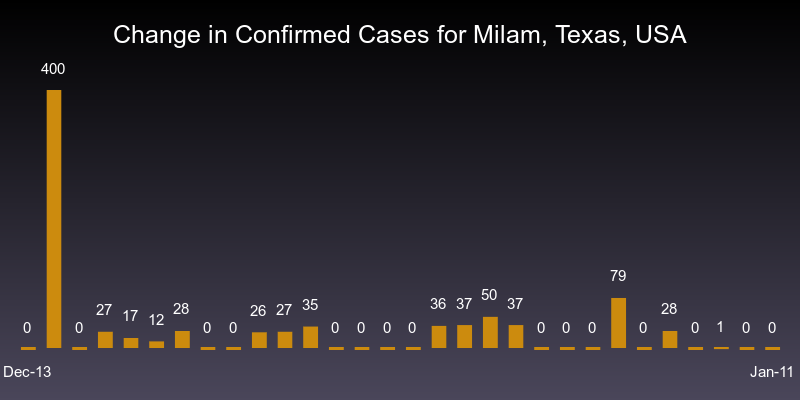 Change in Confirmed Cases for Milam, Texas, USA
0 400 0 27 17 12 28 0 0 26 27 35 0 0 0 0 36 37 50 37 0 0 0 79 0 28 0 1 0 0
Dec-13 Jan-11